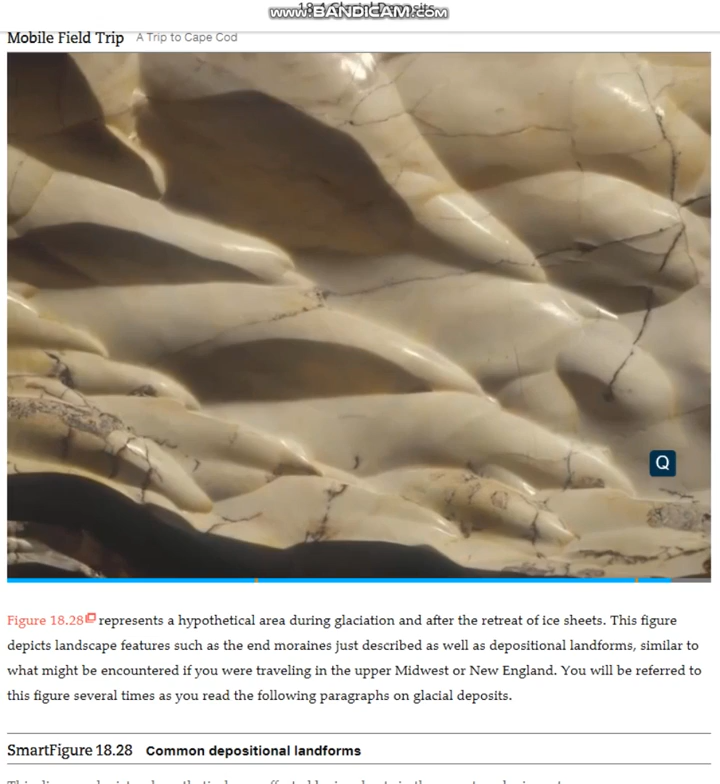 www.BANDICAM.com
Mobile Field Trip A Trip to Cape Cod
Q
Figure 18.28 represents a hypothetical area during glaciation and after the retreat of ice sheets. This figure
depicts landscape features such as the end moraines just described as well as depositional landforms, similar to
what might be encountered if you were traveling in the upper Midwest or New England. You will be referred to
this figure several times as you read the following paragraphs on glacial deposits.
SmartFigure 18.28 Common depositional landforms